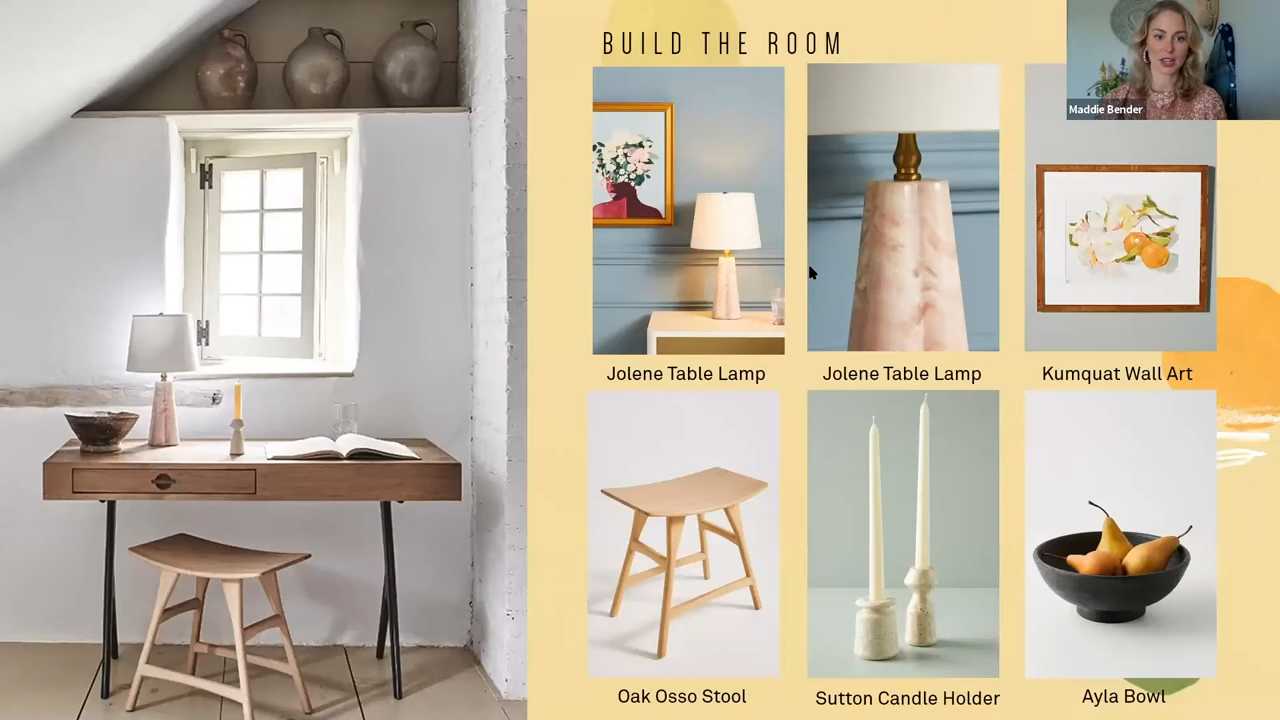 BUILD THE ROOM
Maddie Bender
Jolene Table Lamp
Jolene Table Lamp
Kumquat Wall Art
Oak Osso Stool
Sutton Candle Holder
Ayla Bowl